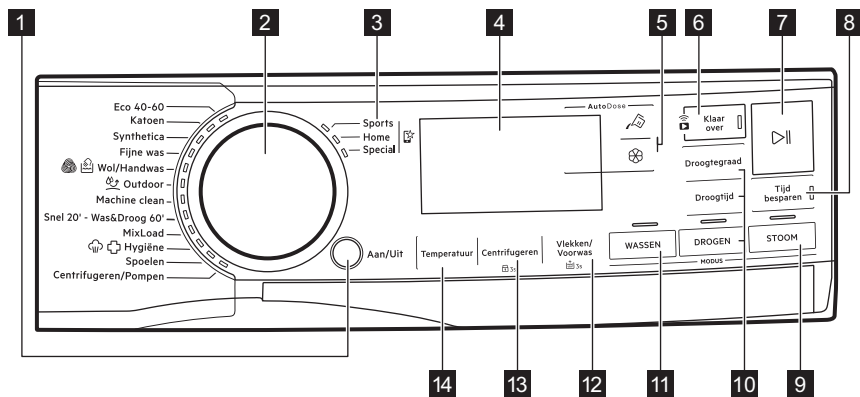 1
2
3
4
5
6
7
8
Eco 40-60
Katoen
Synthetica
Fijne was
Wol/Handwas
Outdoor
Machine clean
Snel 20' - Was&Droog 60'
MixLoad
Hygiëne
Spoelen
Centrifugeren/Pompen
Sports
Home
Special
Aan/Uit
AutoDose
Klaar
over
Droogtegraad
Droogtijd
Tijd
besparen
Temperatuur
Centrifugeren
3s
Vlekken/
Voorwas
3s
WASSEN
DROGEN
STOOM
MODUS
14
13
12
11
10
9